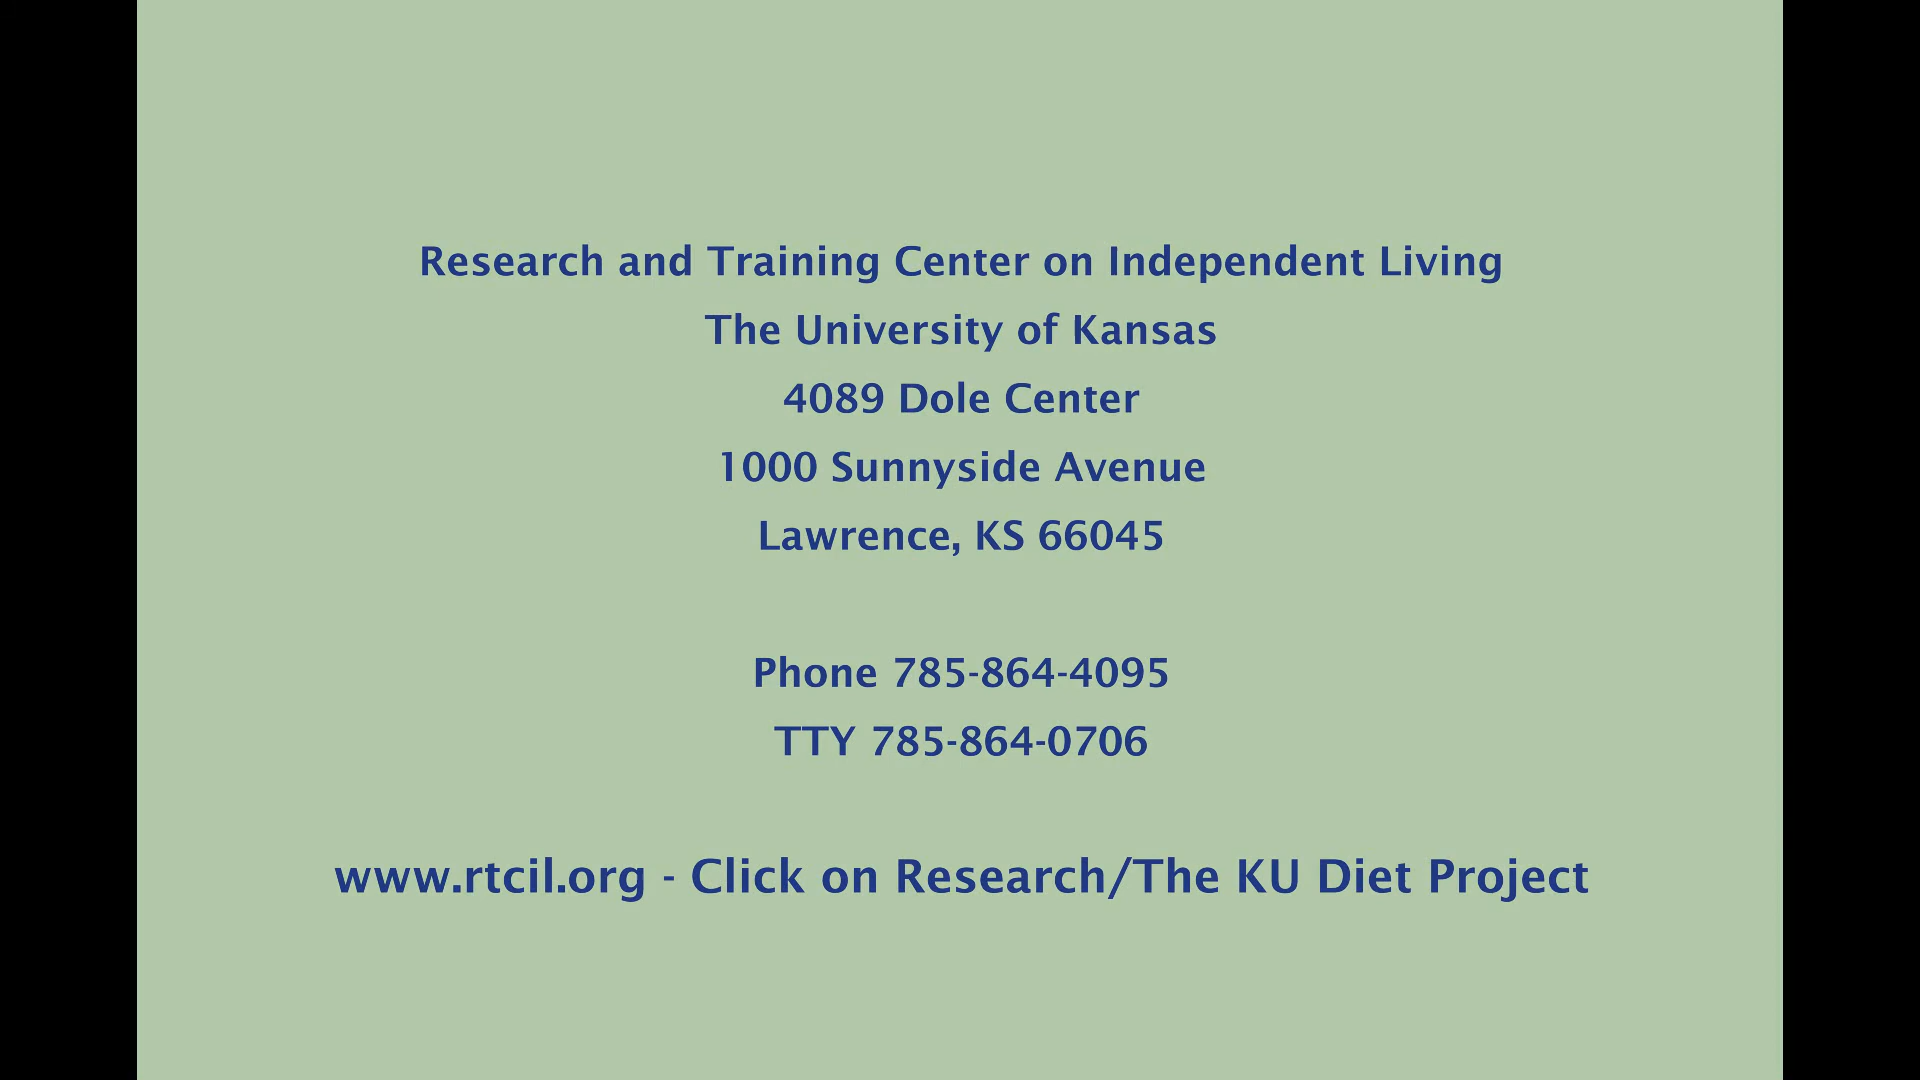 Research and Training Center on Independent Living
The University of Kansas
4089 Dole Center
1000 Sunnyside Avenue
Lawrence, KS 66045
Phone 785-864-4095
TTY 785-864-0706
www.rtcil.org - Click on Research/The KU Diet Project